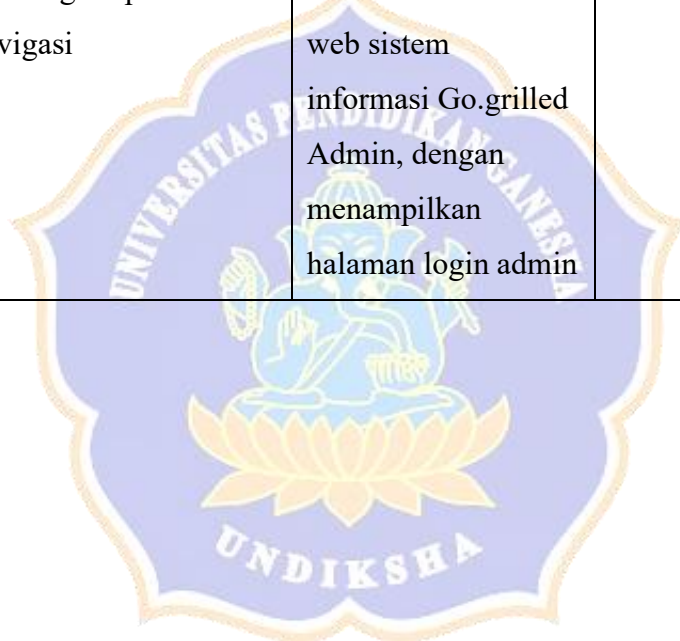 vigasi
web sistem
informasi Go.grilled
Admin, dengan
menampilkan
halaman login admin
UNIVERSITAS PENDIDIKAN GANESHA
UNDIKSHA